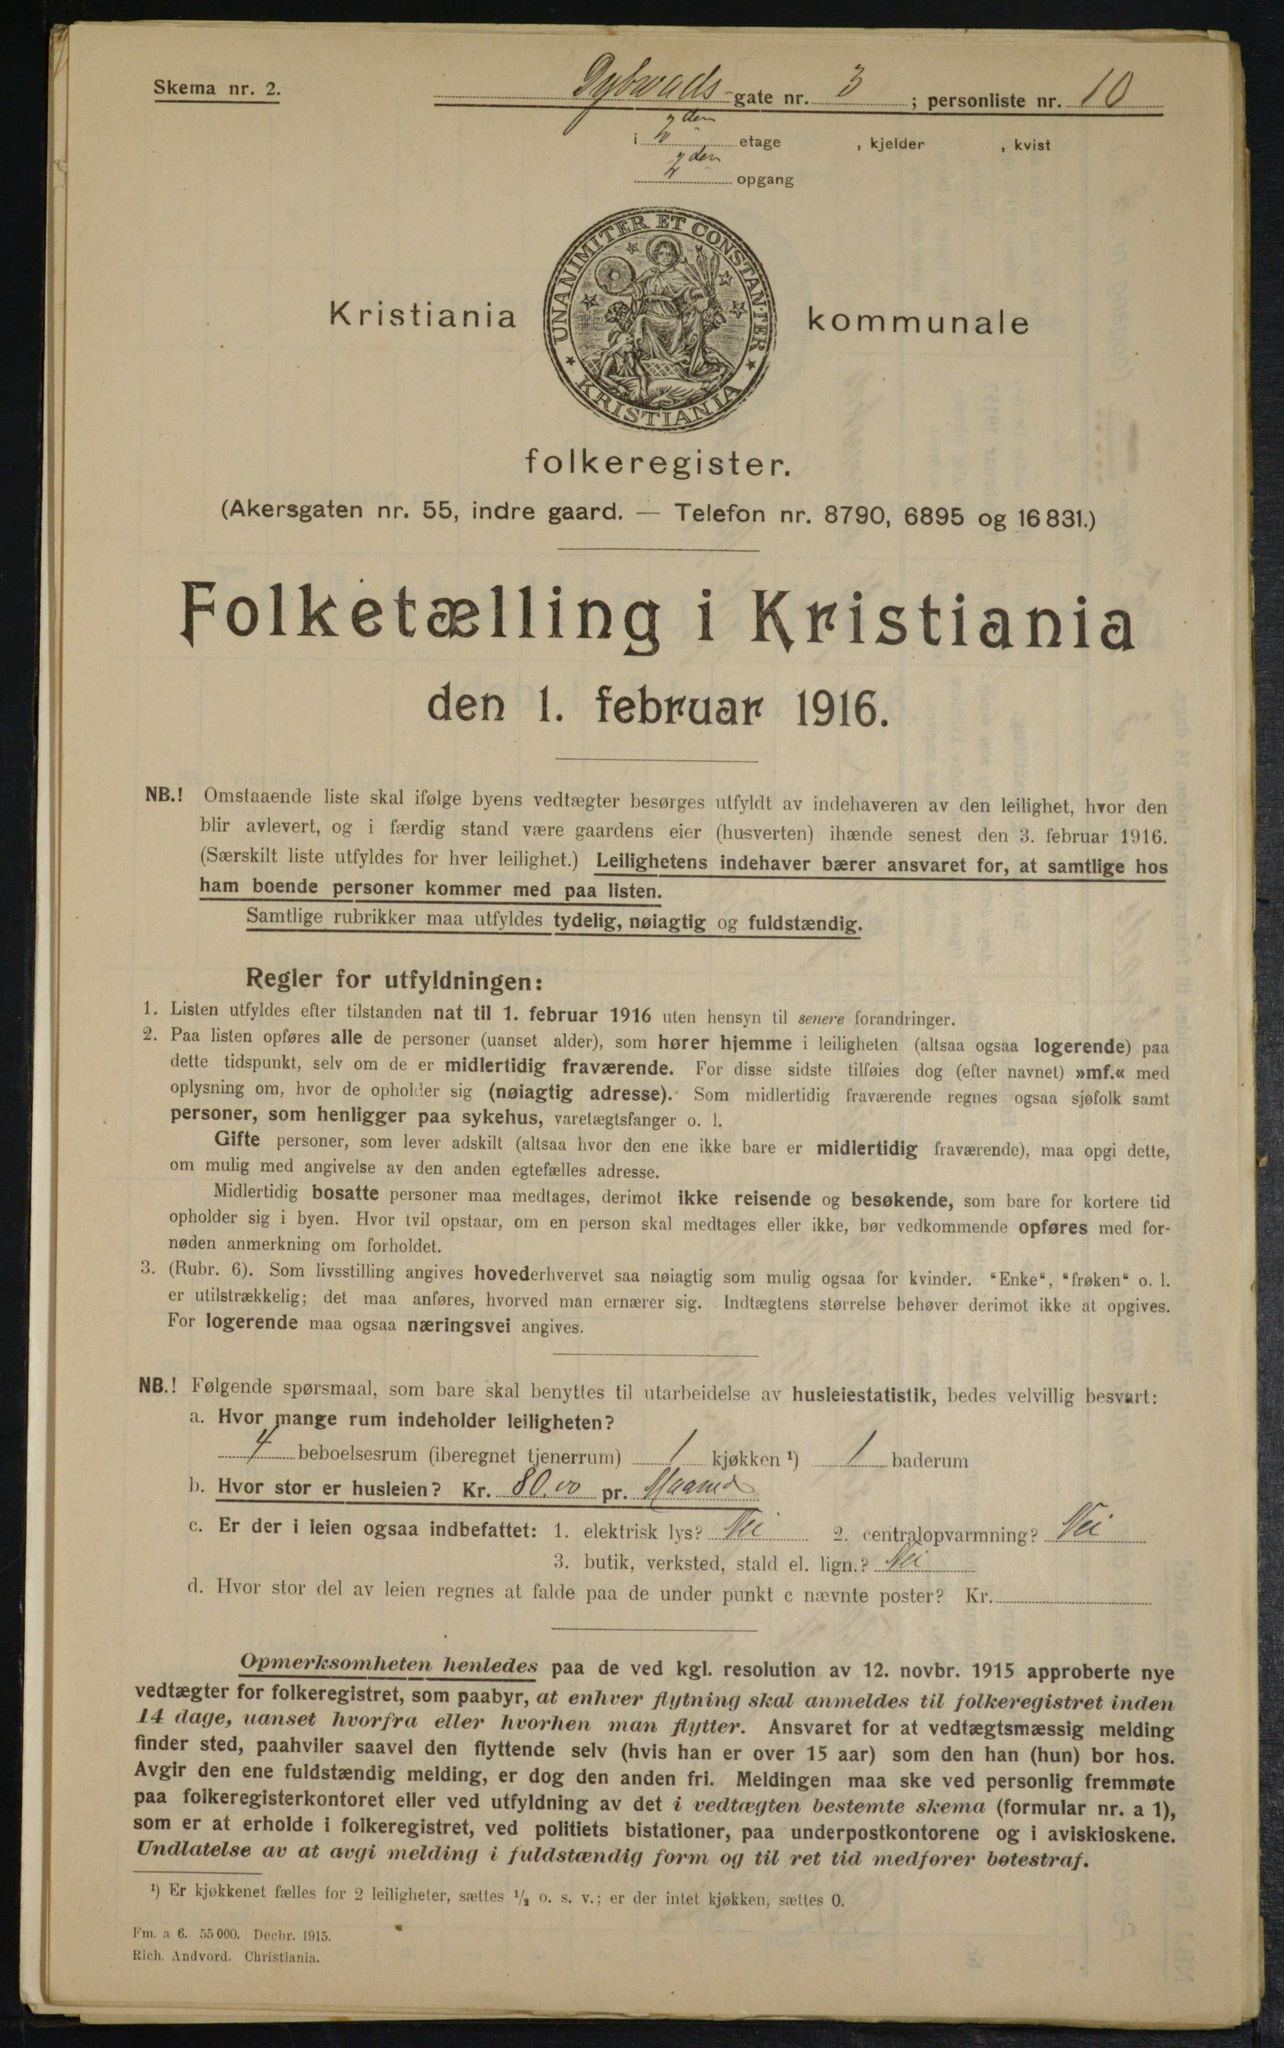 Skema nr. 2.
Dybwads gate nr. 3 ; personliste nr. 10
i 2den etage , kjelder , kvist
2den opgang
UNANIMITER ET CONSTANTER
KRISTIANIA
Kristiania kommunale
folkeregister.
(Akersgaten nr. 55, indre gaard. — Telefon nr. 8790, 6895 og 16 831.)
Folketælling i Kristiania
den 1. februar 1916.
NB.! Omstaaende liste skal ifølge byens vedtægter besørges utfyldt av indehaveren av den leilighet, hvor den
blir avlevert, og i færdig stand være gaardens eier (husverten) ihænde senest den 3. februar 1916.
(Særskilt liste utfyldes for hver leilighet.) Leilighetens indehaver bærer ansvaret for, at samtlige hos
ham boende personer kommer med paa listen.
Samtlige rubrikker maa utfyldes tydelig, nøiagtig og fuldstændig.
Regler for utfyldningen:
1. Listen utfyldes efter tilstanden nat til 1. februar 1916 uten hensyn til senere forandringer.
2. Paa listen opføres alle de personer (uanset alder), som hører hjemme i leiligheten (altsaa ogsaa logerende) paa
dette tidspunkt, selv om de er midlertidig fraværende. For disse sidste tilføies dog (efter navnet) »mf.« med
oplysning om, hvor de opholder sig (nøiagtig adresse). Som midlertidig fraværende regnes ogsaa sjøfolk samt
personer, som henligger paa sykehus, varetægtsfanger o. l.
Gifte personer, som lever adskilt (altsaa hvor den ene ikke bare er midlertidig fraværende), maa opgi dette,
om mulig med angivelse av den anden egtefælles adresse.
Midlertidig bosatte personer maa medtages, derimot ikke reisende og besøkende, som bare for kortere tid
opholder sig i byen. Hvor tvil opstaar, om en person skal medtages eller ikke, bør vedkommende opføres med for-
nøden anmerkning om forholdet.
3. (Rubr. 6). Som livsstilling angives hovederhvervet saa nøiagtig som mulig ogsaa for kvinder. "Enke", "frøken" o. l.
er utilstrækkelig; det maa anføres, hvorved man ernærer sig. Indtægtens størrelse behøver derimot ikke at opgives.
For logerende maa ogsaa næringsvei angives.
NB.! Følgende spørsmaal, som bare skal benyttes til utarbeidelse av husleiestatistik, bedes velvillig besvart:
a. Hvor mange rum indeholder leiligheten?
4 beboelsesrum (iberegnet tjenerrum) 1 kjøkken ¹) 1 baderum
b. Hvor stor er husleien? Kr. 80.00 pr. Maaned
c. Er der i leien ogsaa indbefattet: 1. elektrisk lys? Nei 2. centralopvarmning? Nei
3. butik, verksted, stald el. lign.? Nei
d. Hvor stor del av leien regnes at falde paa de under punkt c nævnte poster? Kr.
Opmerksomheten henledes paa de ved kgl. resolution av 12. novbr. 1915 approberte nye
vedtægter for folkeregistret, som paabyr, at enhver flytning skal anmeldes til folkeregistret inden
14 dage, uanset hvorfra eller hvorhen man flytter. Ansvaret for at vedtægtsmæssig melding
finder sted, paahviler saavel den flyttende selv (hvis han er over 15 aar) som den han (hun) bor hos.
Avgir den ene fuldstændig melding, er dog den anden fri. Meldingen maa ske ved personlig fremmøte
paa folkeregisterkontoret eller ved utfyldning av det i vedtægten bestemte skema (formular nr. a 1),
som er at erholde i folkeregistret, ved politiets bistationer, paa underpostkontorene og i aviskioskene.
Undlatelse av at avgi melding i fuldstændig form og til ret tid medfører bøtestraf.
¹) Er kjøkkenet fælles for 2 leiligheter, sættes ½ o. s. v.; er der intet kjøkken, sættes 0.
Fm. a 6. 55 000. Decbr. 1915.
Rich. Andvord. Christiania.